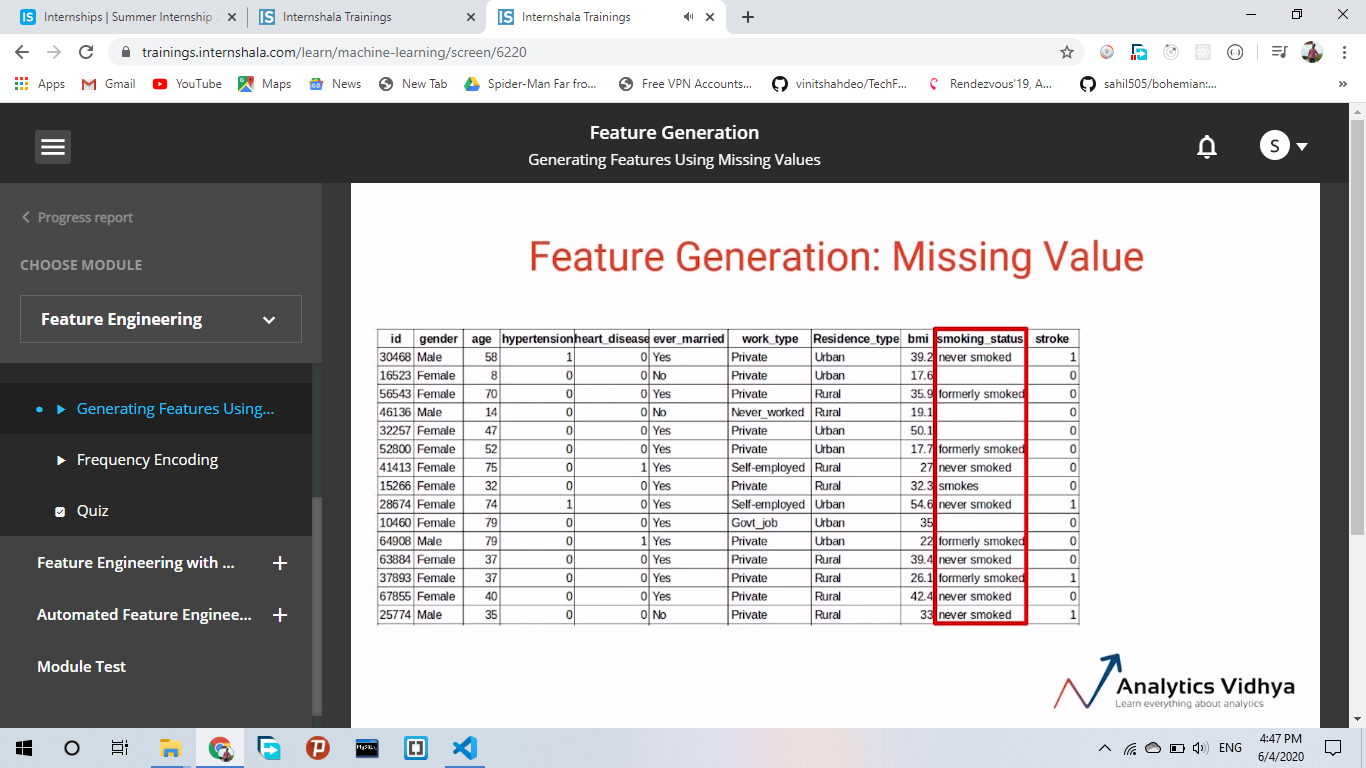 Internships | Summer Internship
Internshala Trainings
Internshala Trainings
trainings.internshala.com/learn/machine-learning/screen/6220
Apps Gmail YouTube Maps News New Tab Spider-Man Far fro... Free VPN Accounts... vinitshahdeo/TechF... Rendezvous'19, A... sahil505/bohemian:... »
Feature Generation
Generating Features Using Missing Values
S
Progress report
CHOOSE MODULE
Feature Engineering
Generating Features Using...
Frequency Encoding
Quiz
Feature Engineering with ... +
Automated Feature Enginee... +
Module Test
Feature Generation: Missing Value
id gender age hypertension heart_disease ever_married work_type Residence_type bmi smoking_status stroke
30468 Male 58 1 0 Yes Private Urban 39.2 never smoked 1
16523 Female 8 0 0 No Private Urban 17.6 0
56543 Female 70 0 0 Yes Private Rural 35.9 formerly smoked 0
46136 Male 14 0 0 No Never_worked Rural 19.1 0
32257 Female 47 0 0 Yes Private Urban 50.1 0
52800 Female 52 0 0 Yes Private Urban 17.7 formerly smoked 0
41413 Female 75 0 1 Yes Self-employed Rural 27 never smoked 0
15266 Female 32 0 0 Yes Private Rural 32.3 smokes 0
28674 Female 74 1 0 Yes Self-employed Urban 54.6 never smoked 1
10460 Female 79 0 0 Yes Govt_job Urban 35 0
64908 Male 79 0 1 Yes Private Urban 22 formerly smoked 0
63884 Female 37 0 0 Yes Private Rural 39.4 never smoked 0
37893 Female 37 0 0 Yes Private Rural 26.1 formerly smoked 1
67855 Female 40 0 0 Yes Private Rural 42.4 never smoked 0
25774 Male 35 0 0 No Private Rural 33 never smoked 1
Analytics Vidhya
Learn everything about analytics
ENG
4:47 PM
6/4/2020